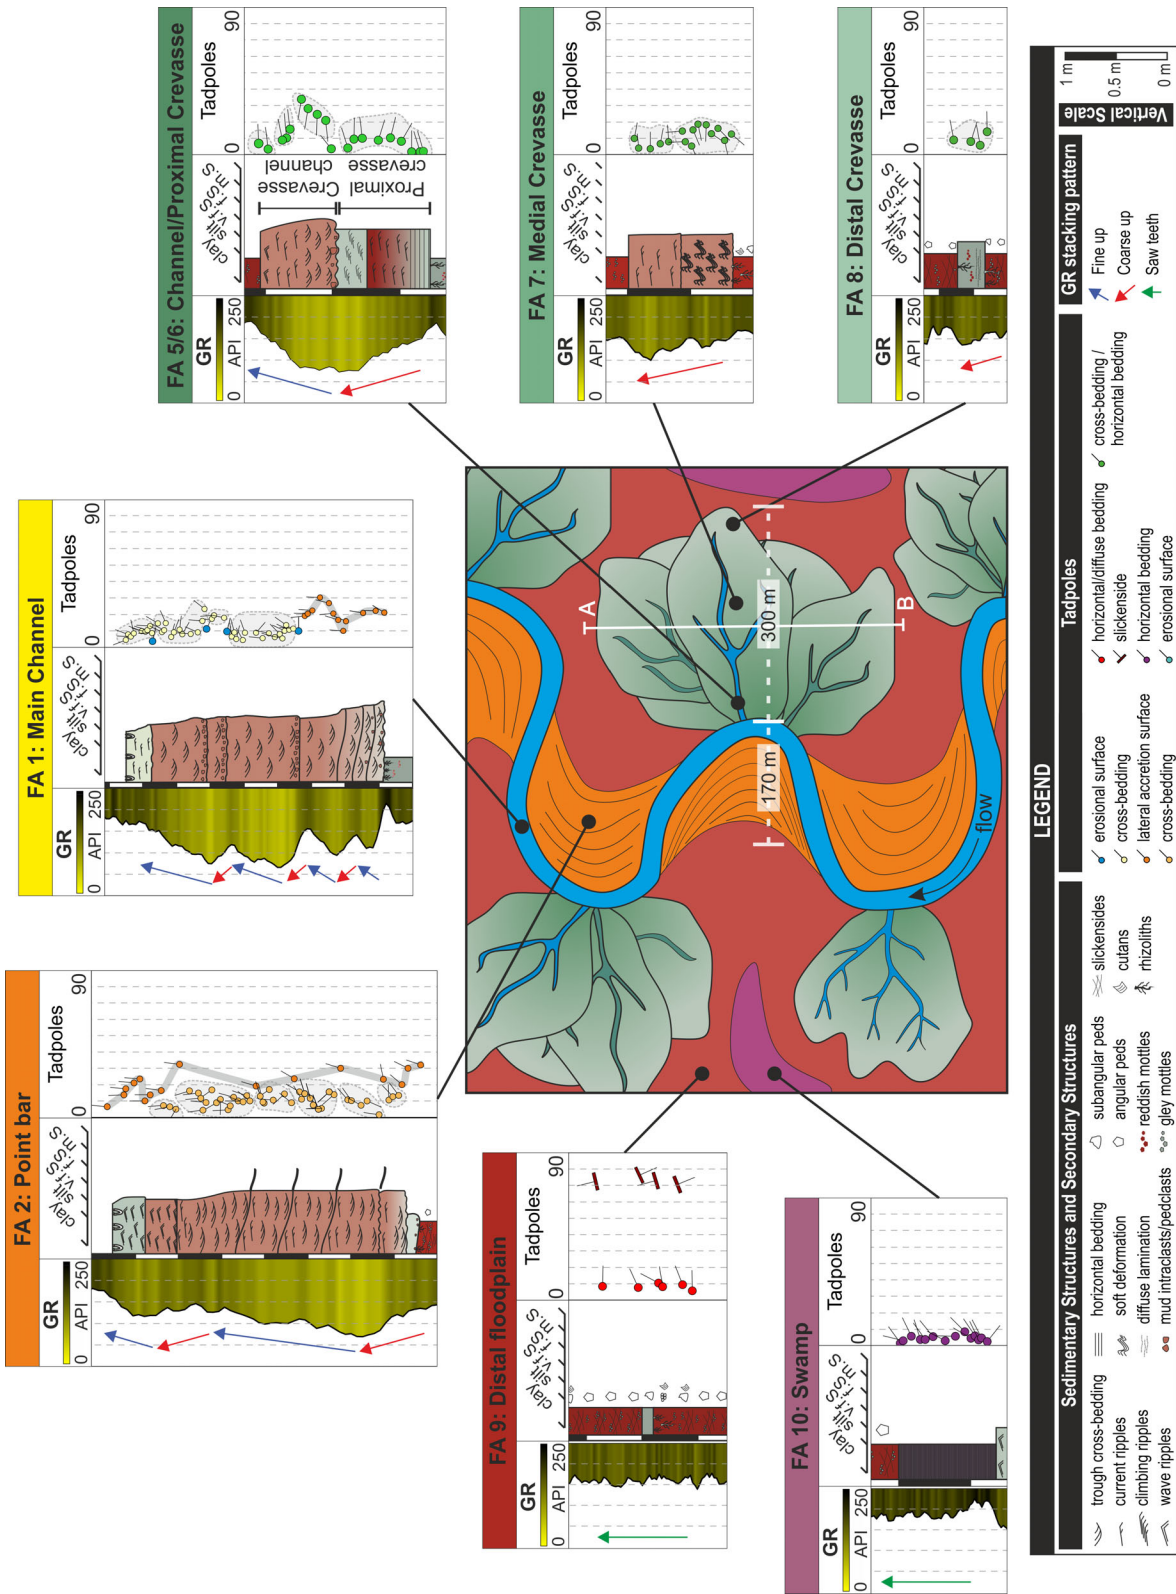 FA 2: Point bar
GR
0 API 250
clay
silt
v.f.S
f.S
m.S
Tadpoles
0 90
FA 1: Main Channel
GR
0 API 250
clay
silt
v.f.S
f.S
m.S
Tadpoles
0 90
FA 5/6: Channel/Proximal Crevasse
GR
0 API 250
clay
silt
v.f.S
f.S
m.S
Tadpoles
0 90
Crevasse
channel
Proximal
crevasse
FA 7: Medial Crevasse
GR
0 API 250
clay
silt
v.f.S
f.S
m.S
Tadpoles
0 90
FA 8: Distal Crevasse
GR
0 API 250
clay
silt
v.f.S
f.S
m.S
Tadpoles
0 90
FA 9: Distal floodplain
GR
0 API 250
clay
silt
v.f.S
f.S
m.S
Tadpoles
0 90
FA 10: Swamp
GR
0 API 250
clay
silt
v.f.S
f.S
m.S
Tadpoles
0 90
A
B
170 m
300 m
flow
LEGEND
Sedimentary Structures and Secondary Structures
trough cross-bedding
current ripples
climbing ripples
wave ripples
horizontal bedding
soft deformation
diffuse lamination
mud intraclasts/pedclasts
subangular peds
angular peds
reddish mottles
gley mottles
slickensides
cutans
rhizoliths
Tadpoles
erosional surface
cross-bedding
lateral accretion surface
cross-bedding
horizontal/diffuse bedding
slickenside
horizontal bedding
erosional surface
cross-bedding /
horizontal bedding
GR stacking pattern
Fine up
Coarse up
Saw teeth
Vertical Scale
1 m
0.5 m
0 m